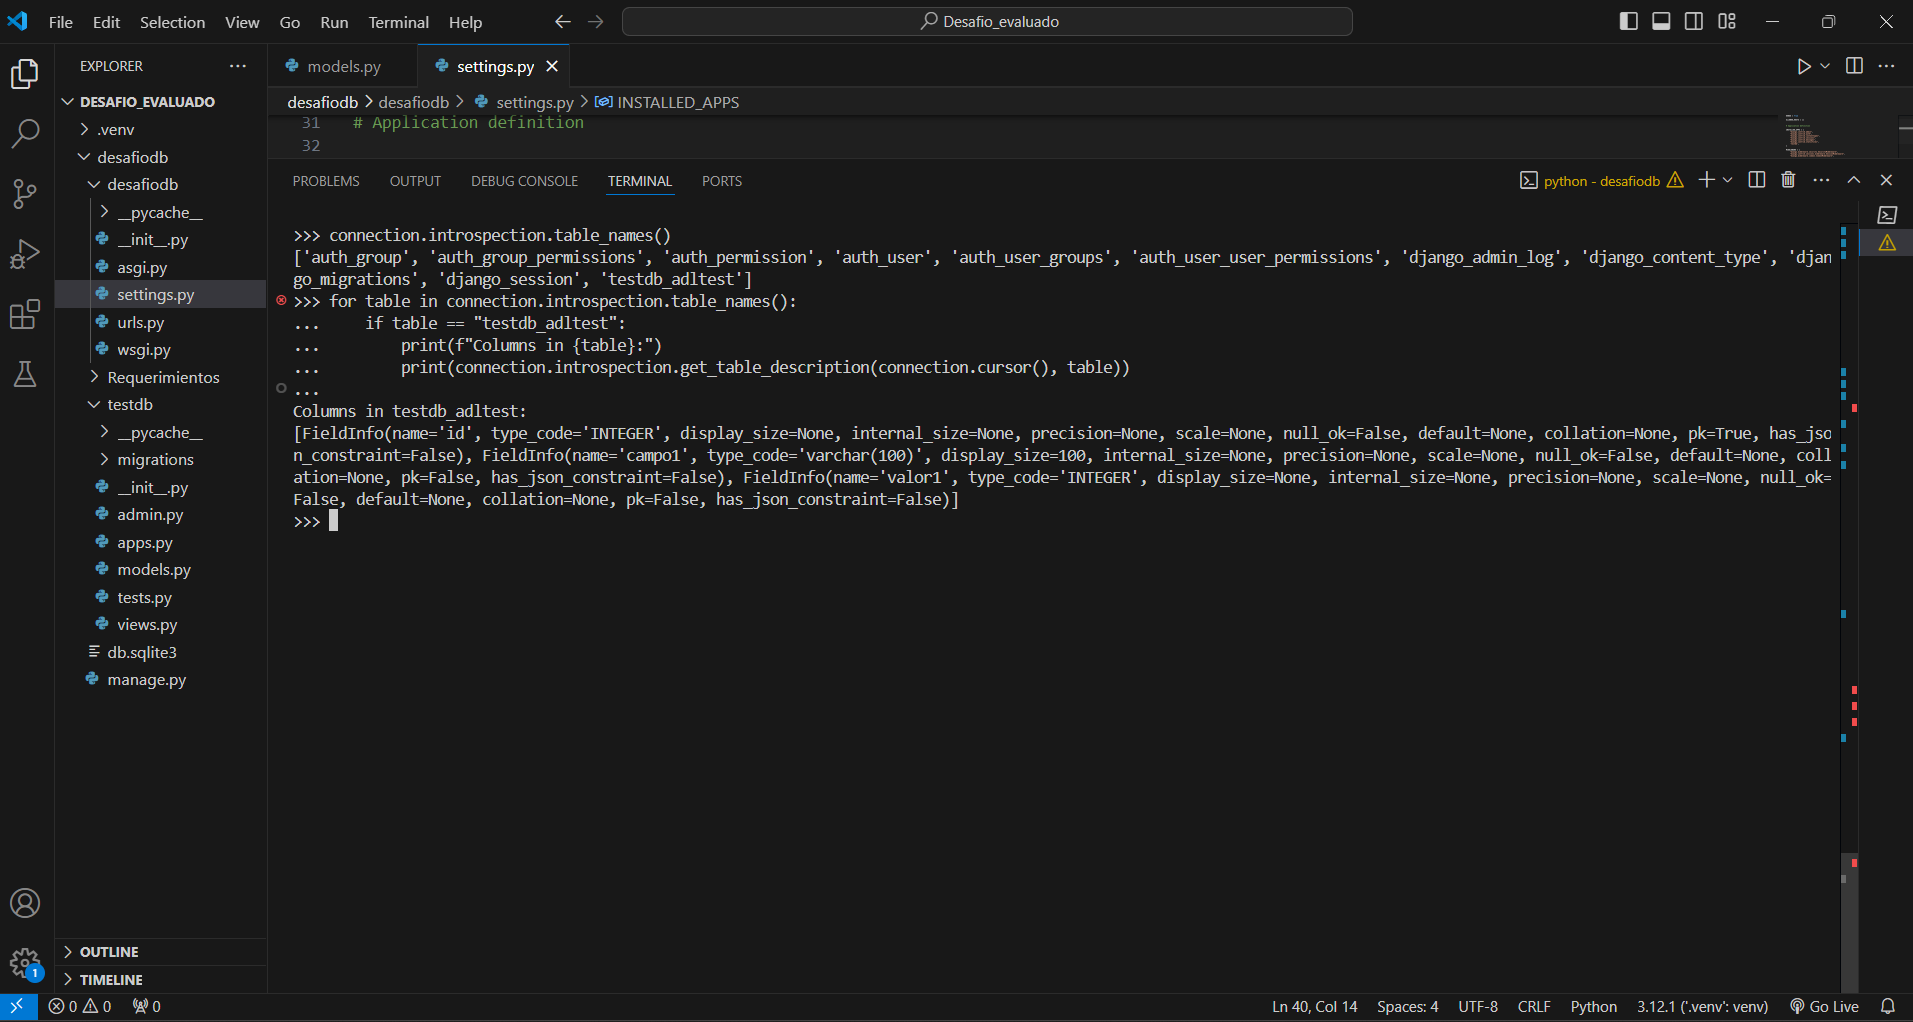 File Edit Selection View Go Run Terminal Help
Desafio_evaluado
EXPLORER
DESAFIO_EVALUADO
.venv
desafiodb
desafiodb
__pycache__
__init__.py
asgi.py
settings.py
urls.py
wsgi.py
Requerimientos
testdb
__pycache__
migrations
__init__.py
admin.py
apps.py
models.py
tests.py
views.py
db.sqlite3
manage.py
OUTLINE
TIMELINE
models.py settings.py
desafiodb > desafiodb > settings.py > INSTALLED_APPS
31 # Application definition
32
PROBLEMS OUTPUT DEBUG CONSOLE TERMINAL PORTS
python - desafiodb
>>> connection.introspection.table_names()
['auth_group', 'auth_group_permissions', 'auth_permission', 'auth_user', 'auth_user_groups', 'auth_user_user_permissions', 'django_admin_log', 'django_content_type', 'djan
go_migrations', 'django_session', 'testdb_adltest']
>>> for table in connection.introspection.table_names():
...     if table == "testdb_adltest":
...         print(f"Columns in {table}:")
...         print(connection.introspection.get_table_description(connection.cursor(), table))
...
Columns in testdb_adltest:
[FieldInfo(name='id', type_code='INTEGER', display_size=None, internal_size=None, precision=None, scale=None, null_ok=False, default=None, collation=None, pk=True, has_jso
n_constraint=False), FieldInfo(name='campo1', type_code='varchar(100)', display_size=100, internal_size=None, precision=None, scale=None, null_ok=False, default=None, coll
ation=None, pk=False, has_json_constraint=False), FieldInfo(name='valor1', type_code='INTEGER', display_size=None, internal_size=None, precision=None, scale=None, null_ok=
False, default=None, collation=None, pk=False, has_json_constraint=False)]
>>>
1
0 0 0
Ln 40, Col 14 Spaces: 4 UTF-8 CRLF Python 3.12.1 ('.venv': venv) Go Live